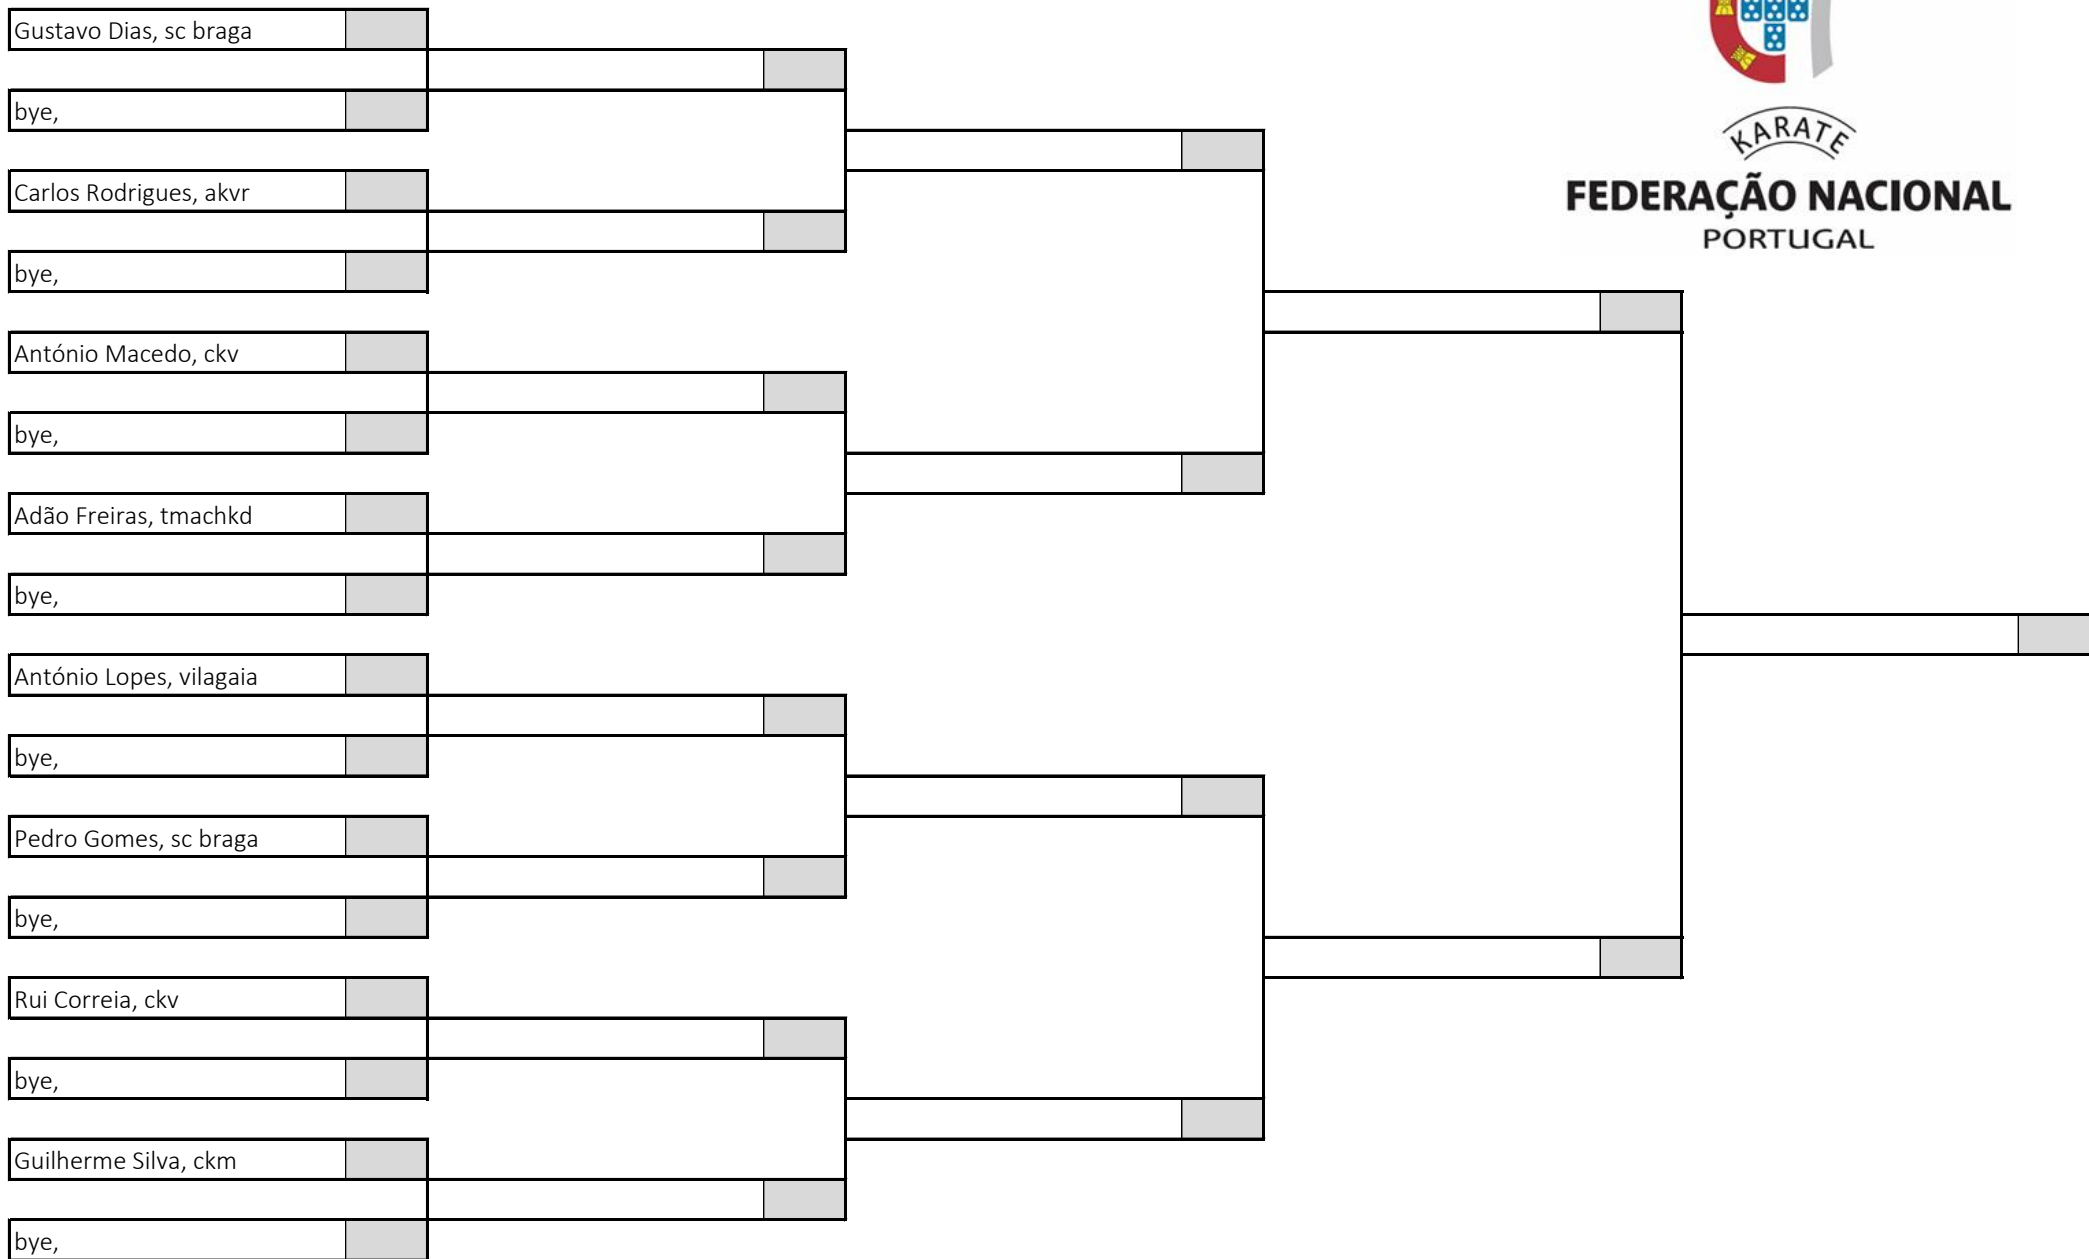 Gustavo Dias, sc braga
bye,
KARATE
Carlos Rodrigues, akvr
FEDERAÇÃO NACIONAL
PORTUGAL
bye,
António Macedo, ckv
bye,
Adão Freiras, tmachkd
bye,
António Lopes, vilagaia
bye,
Pedro Gomes, sc braga
bye,
Rui Correia, ckv
bye,
Guilherme Silva, ckm
bye,